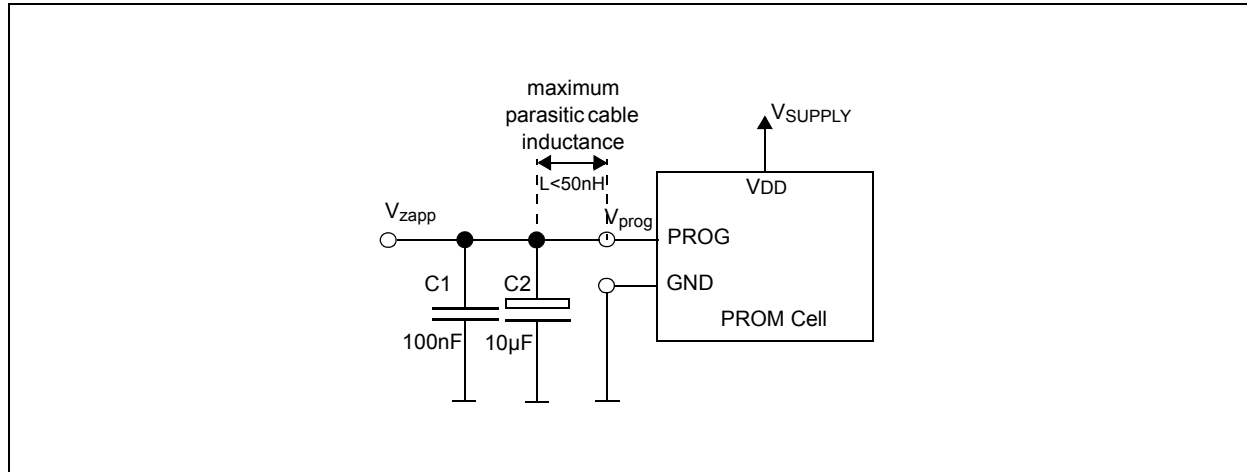 maximum
parasitic cable
inductance
L<50nH
VSUPPLY
VDD
Vzapp
Vprog
PROG
C1
C2
GND
PROM Cell
100nF
10µF